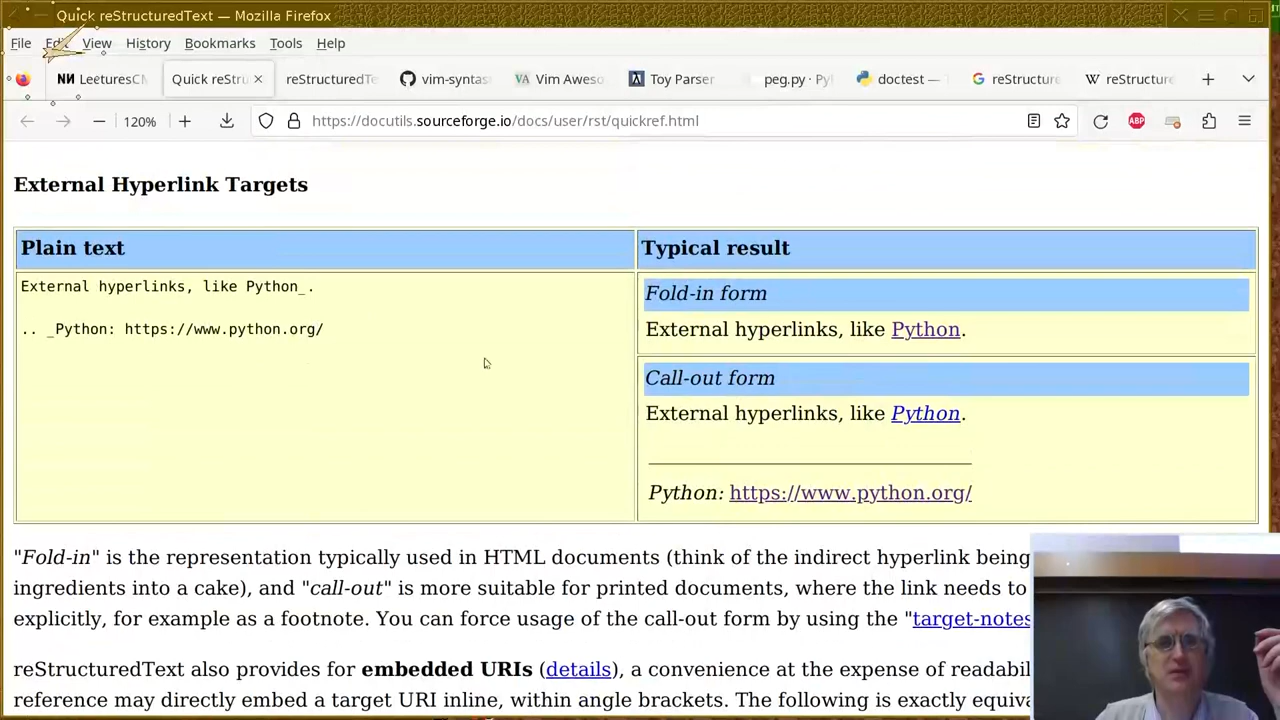 Quick reStructuredText — Mozilla Firefox
File Edit View History Bookmarks Tools Help
LecturesCM Quick reStru reStructuredTe vim-syntas Vim Aweso Toy Parser peg.py · Py doctest — reStructure reStructure
120% https://docutils.sourceforge.io/docs/user/rst/quickref.html ABP
External Hyperlink Targets
Plain text
External hyperlinks, like Python_.
.. _Python: https://www.python.org/
Typical result
Fold-in form
External hyperlinks, like Python.
Call-out form
External hyperlinks, like Python.
Python: https://www.python.org/
"Fold-in" is the representation typically used in HTML documents (think of the indirect hyperlink being
ingredients into a cake), and "call-out" is more suitable for printed documents, where the link needs to
explicitly, for example as a footnote. You can force usage of the call-out form by using the "target-notes
reStructuredText also provides for embedded URIs (details), a convenience at the expense of readabil
reference may directly embed a target URI inline, within angle brackets. The following is exactly equiva